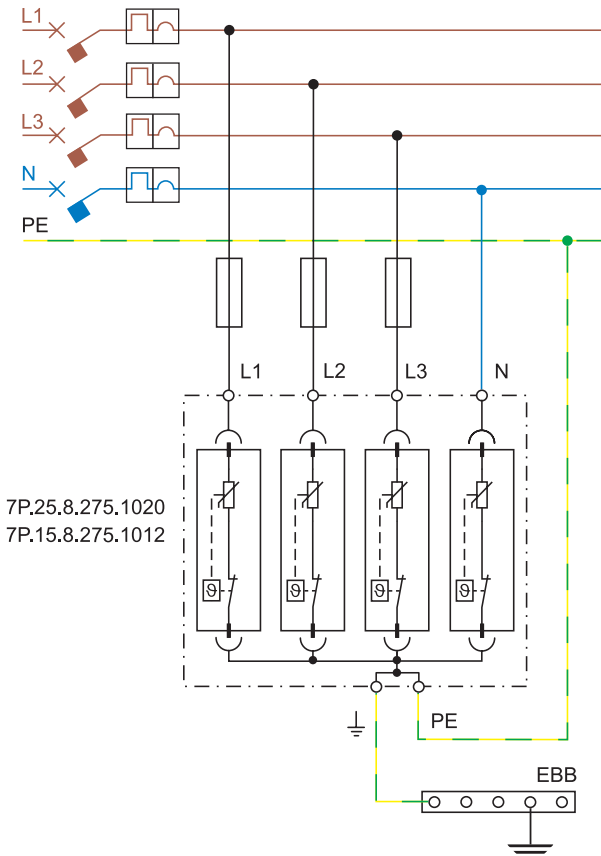 L1
L2
L3
N
PE
L1 L2 L3 N
7P.25.8.275.1020
7P.15.8.275.1012
ϑ ϑ ϑ ϑ
PE
EBB